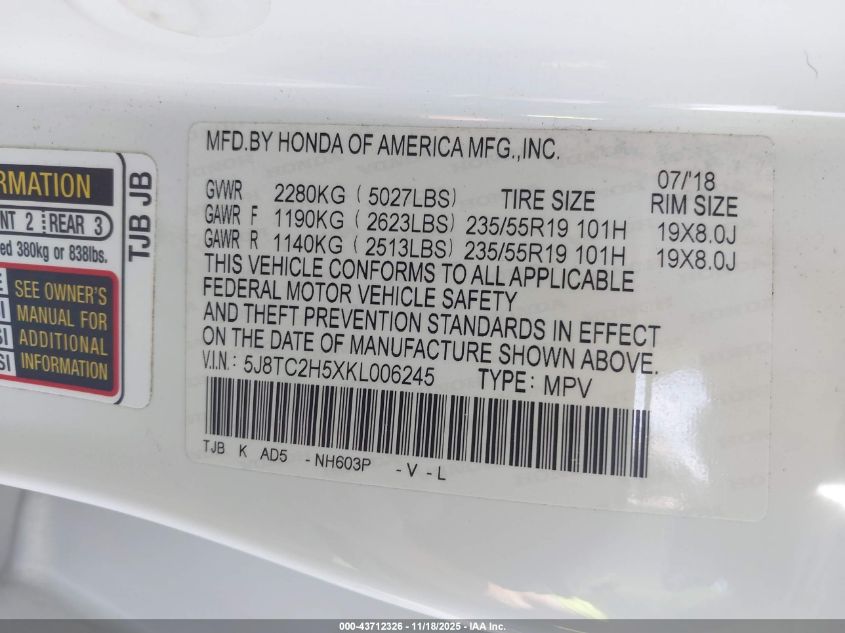 RMATION
NT 2 REAR 3
ed 380kg or 838lbs.
SEE OWNER'S
MANUAL FOR
ADDITIONAL
INFORMATION
TJB JB
MFD.BY HONDA OF AMERICA MFG.,INC.
07/'18
GVWR 2280KG (5027LBS) TIRE SIZE RIM SIZE
GAWR F 1190KG (2623LBS) 235/55R19 101H 19X8.0J
GAWR R 1140KG (2513LBS) 235/55R19 101H 19X8.0J
THIS VEHICLE CONFORMS TO ALL APPLICABLE
FEDERAL MOTOR VEHICLE SAFETY
AND THEFT PREVENTION STANDARDS IN EFFECT
ON THE DATE OF MANUFACTURE SHOWN ABOVE.
V.I.N.: 5J8TC2H5XKL006245 TYPE: MPV
TJB K AD5 -NH603P -V-L
000-43712326 - 11/18/2025 - IAA Inc.